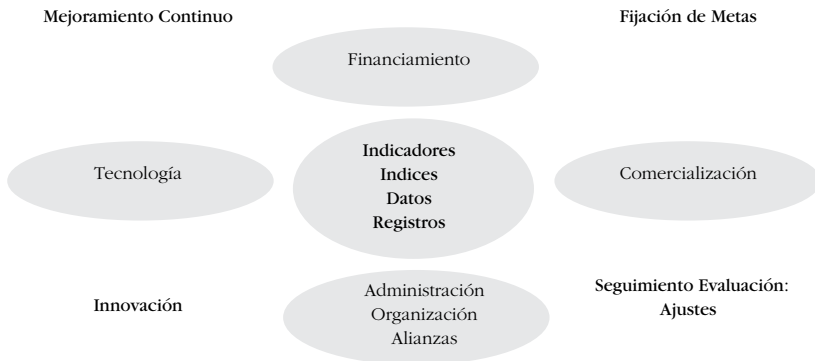 Mejoramiento Continuo
Fijación de Metas
Financiamiento
Tecnología
Indicadores
Indices
Datos
Registros
Comercialización
Innovación
Administración
Organización
Alianzas
Seguimiento Evaluación:
Ajustes